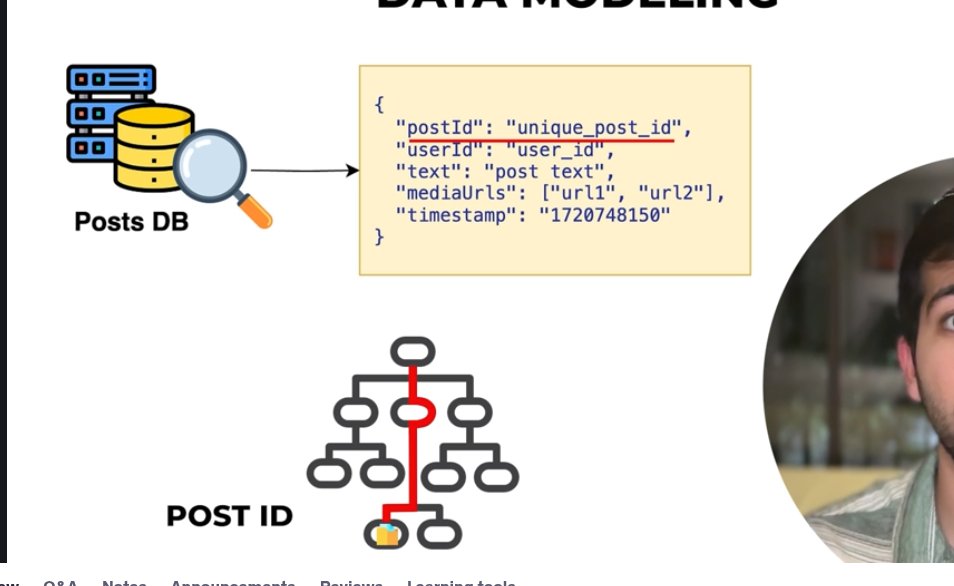 DATA MODELING
{
"postId": "unique_post_id",
"userId": "user_id",
"text": "post text",
"mediaUrls": ["url1", "url2"],
"timestamp": "1720748150"
}
Posts DB
POST ID
Q&A Notes Announcements Reviews Learning tools